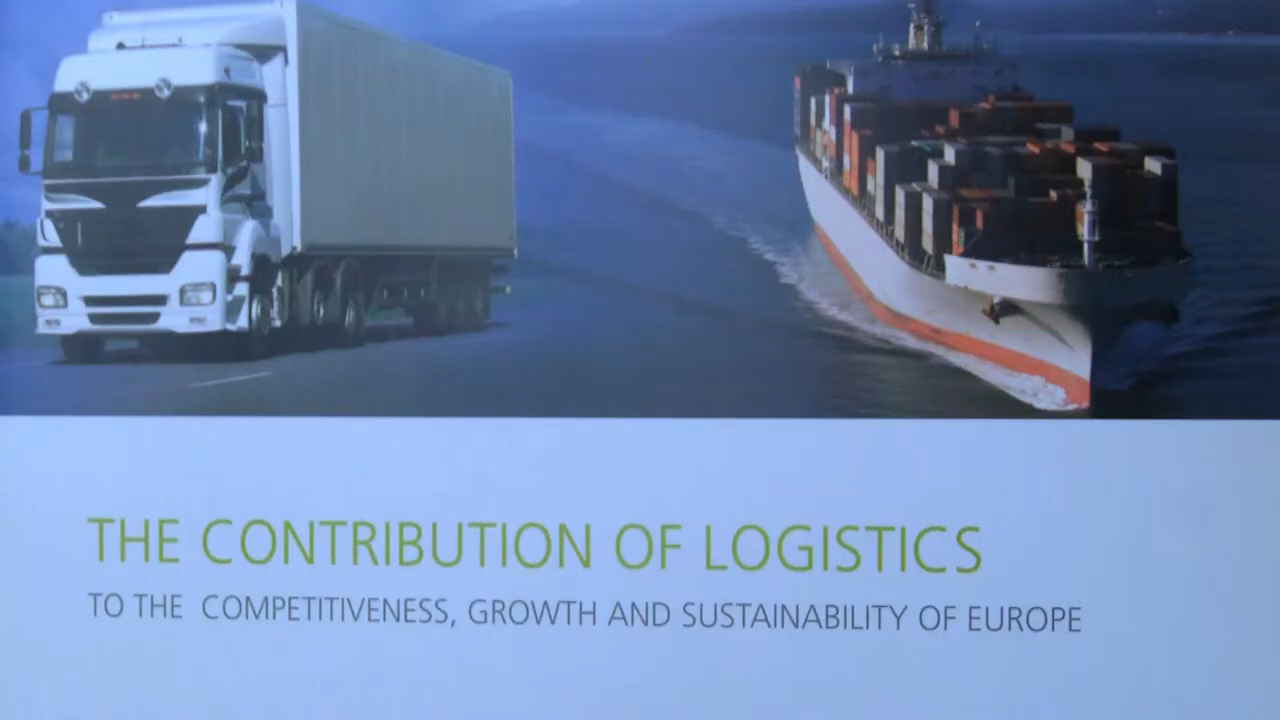 THE CONTRIBUTION OF LOGISTICS
TO THE COMPETITIVENESS, GROWTH AND SUSTAINABILITY OF EUROPE